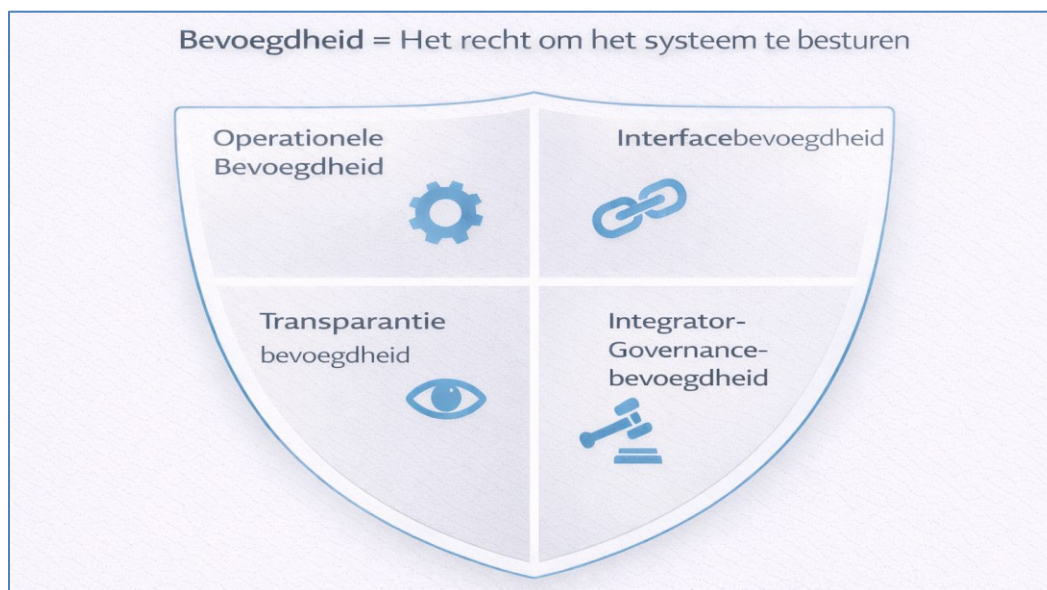 Bevoegdheid = Het recht om het systeem te besturen
Operationele
Bevoegdheid
Interfacebevoegdheid
Transparantie
bevoegdheid
Integrator-
Governance-
bevoegdheid